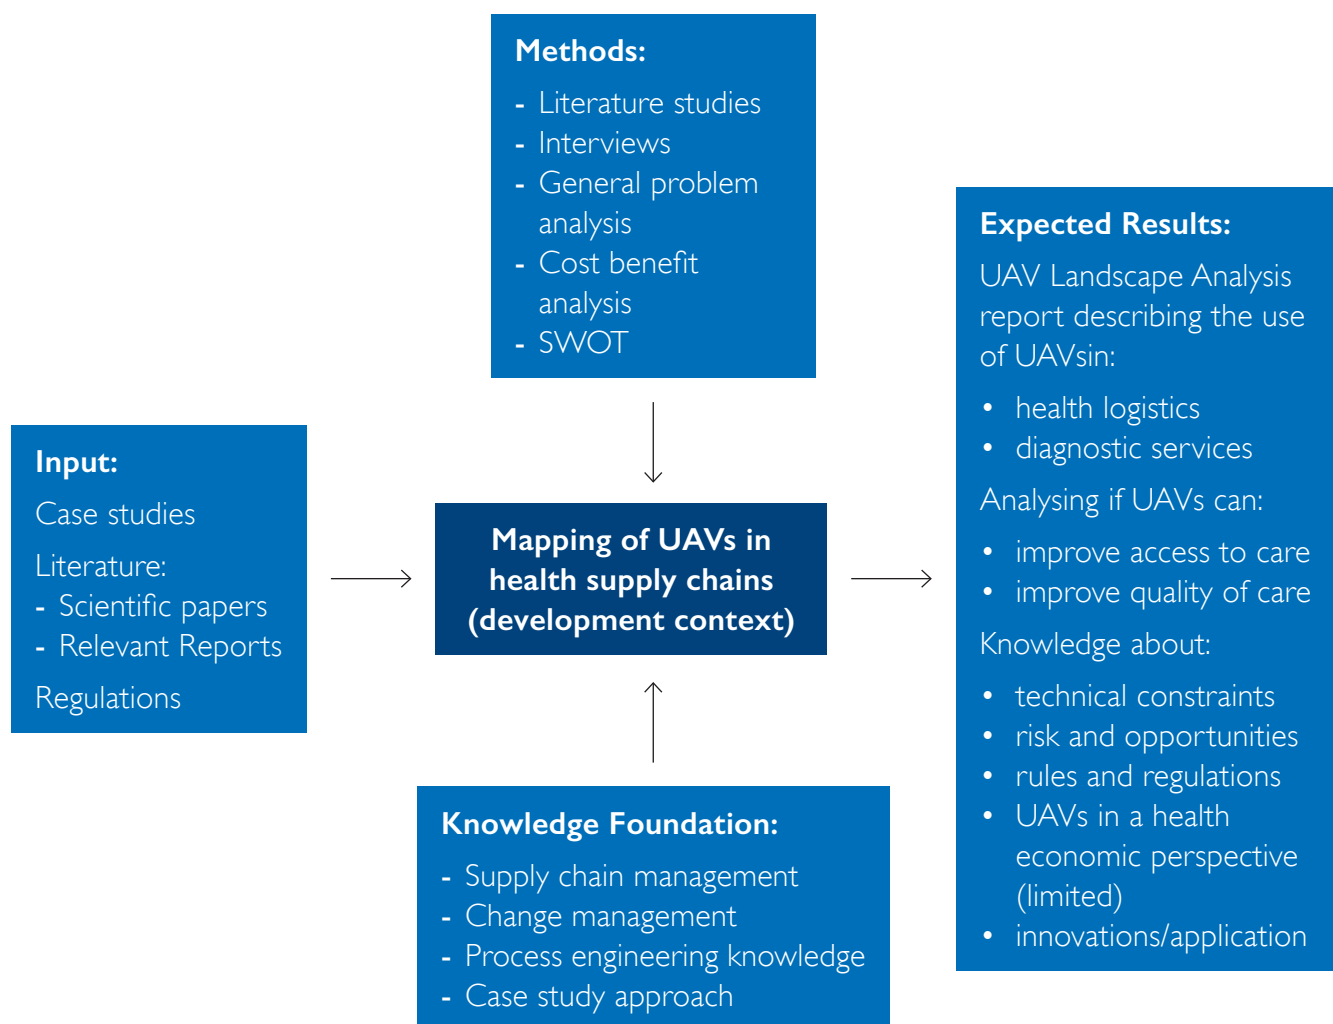 Methods:
- Literature studies
- Interviews
- General problem
analysis
- Cost benefit
analysis
- SWOT
Input:
Case studies
Literature:
- Scientific papers
- Relevant Reports
Regulations
Mapping of UAVs in
health supply chains
(development context)
Knowledge Foundation:
- Supply chain management
- Change management
- Process engineering knowledge
- Case study approach
Expected Results:
UAV Landscape Analysis
report describing the use
of UAVsin:
• health logistics
• diagnostic services
Analysing if UAVs can:
• improve access to care
• improve quality of care
Knowledge about:
• technical constraints
• risk and opportunities
• rules and regulations
• UAVs in a health
economic perspective
(limited)
• innovations/application